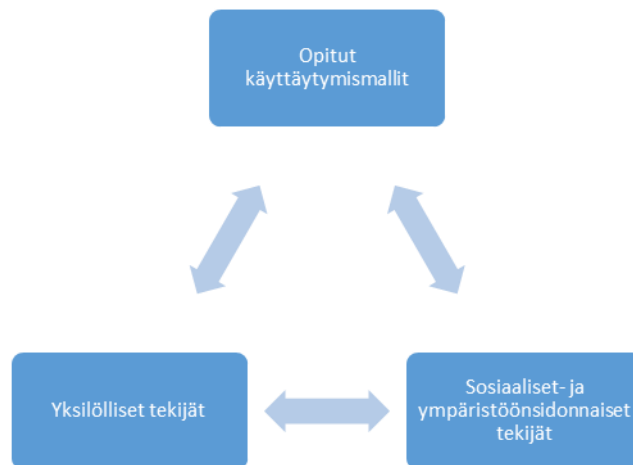 Opitut
käyttäytymismallit
Yksilölliset tekijät
Sosiaaliset- ja
ympäristöönsidonnaiset
tekijät